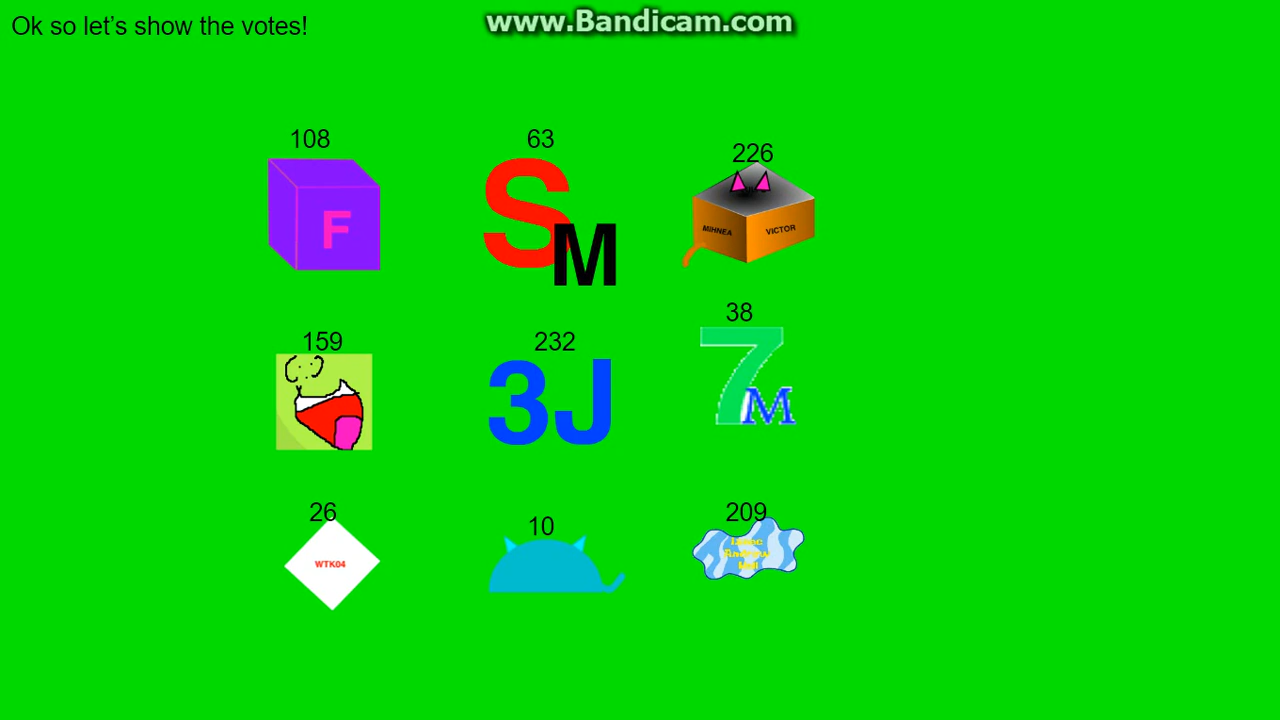 Ok so let's show the votes!
www.Bandicam.com
108
63
226
F
S
M
MIHNEA
VICTOR
159
232
38
3J
7
M
26
10
209
WTK04